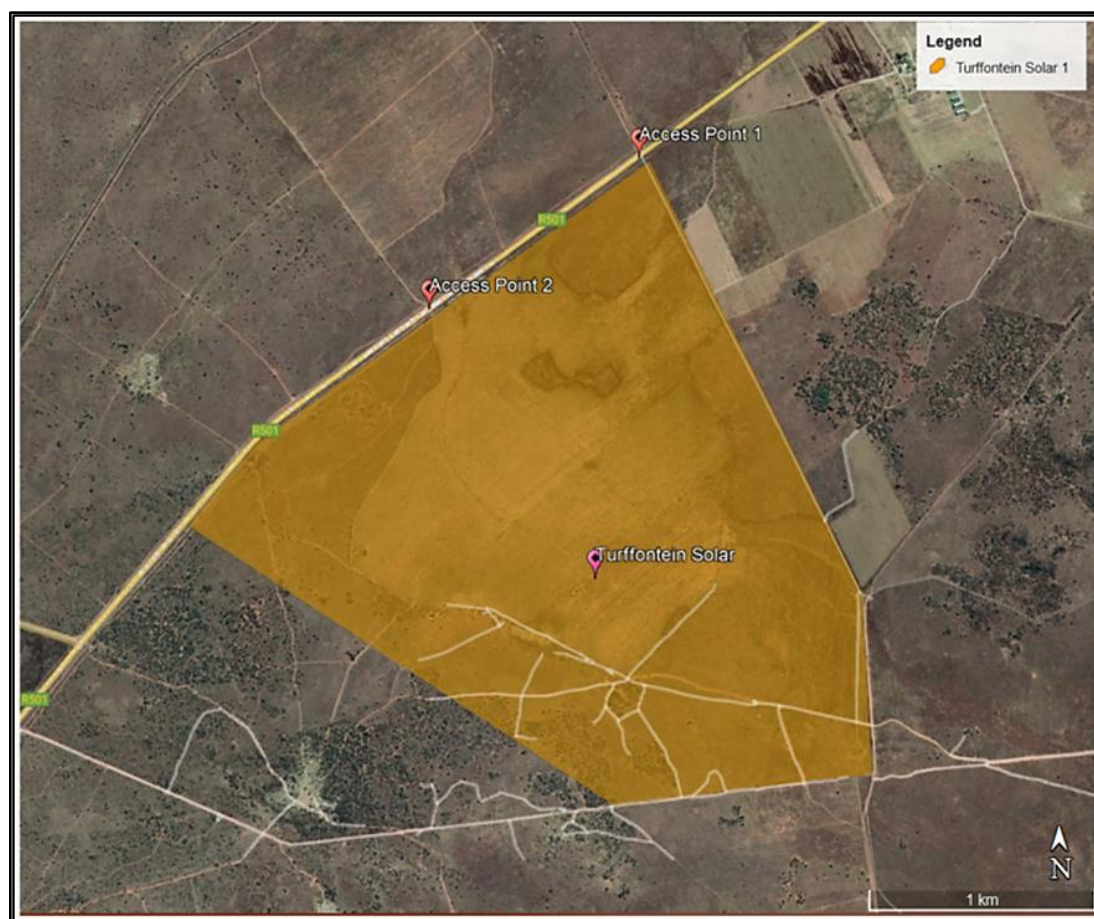 Legend
Turffontein Solar 1
Access Point 1
R501
Access Point 2
R501
Turffontein Solar
R501
N
1 km